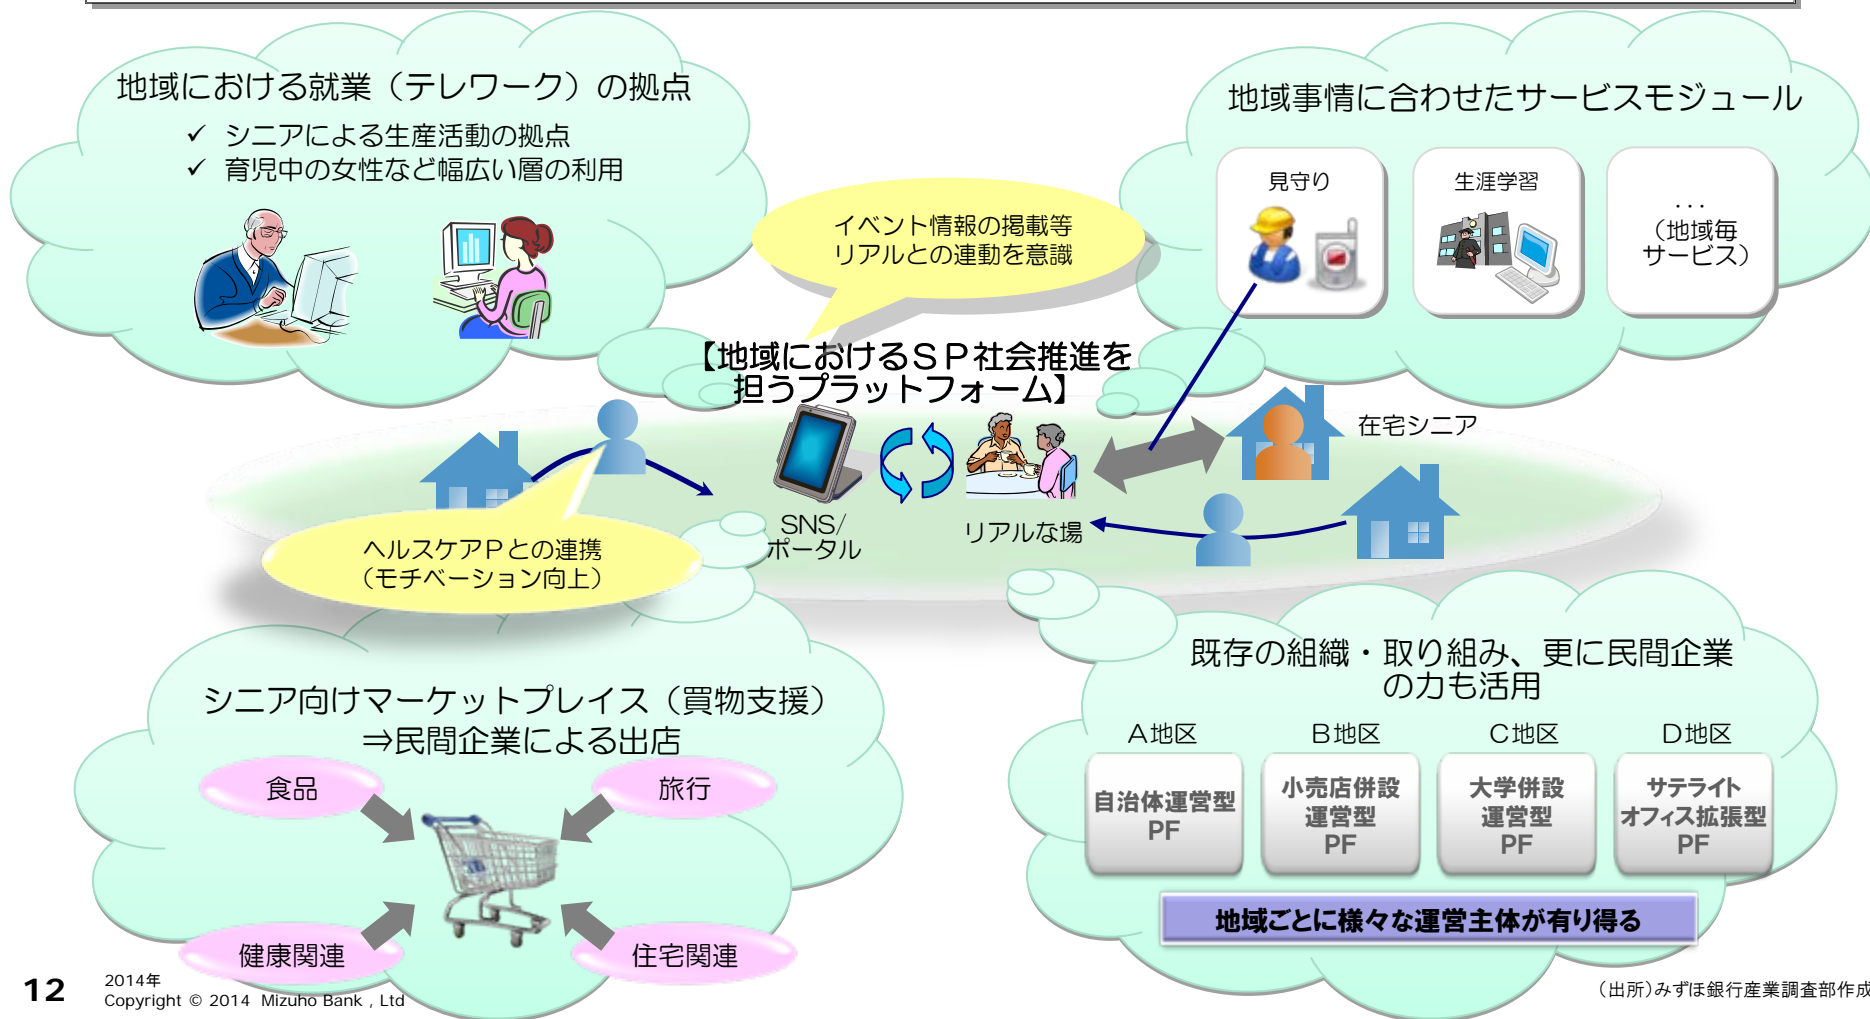 地域における就業（テレワーク）の拠点
✓ シニアによる生産活動の拠点
✓ 育児中の女性など幅広い層の利用
地域事情に合わせたサービスモジュール
見守り
生涯学習
・・・
（地域毎
サービス）
イベント情報の掲載等
リアルとの連動を意識
【地域におけるＳＰ社会推進を
担うプラットフォーム】
在宅シニア
SNS/
ポータル
リアルな場
ヘルスケアＰとの連携
（モチベーション向上）
シニア向けマーケットプレイス（買物支援）
⇒民間企業による出店
食品
旅行
健康関連
住宅関連
既存の組織・取り組み、更に民間企業
の力も活用
Ａ地区
Ｂ地区
Ｃ地区
Ｄ地区
自治体運営型
PF
小売店併設
運営型
PF
大学併設
運営型
PF
サテライト
オフィス拡張型
PF
地域ごとに様々な運営主体が有り得る
12
2014年
Copyright © 2014 Mizuho Bank , Ltd
（出所）みずほ銀行産業調査部作成